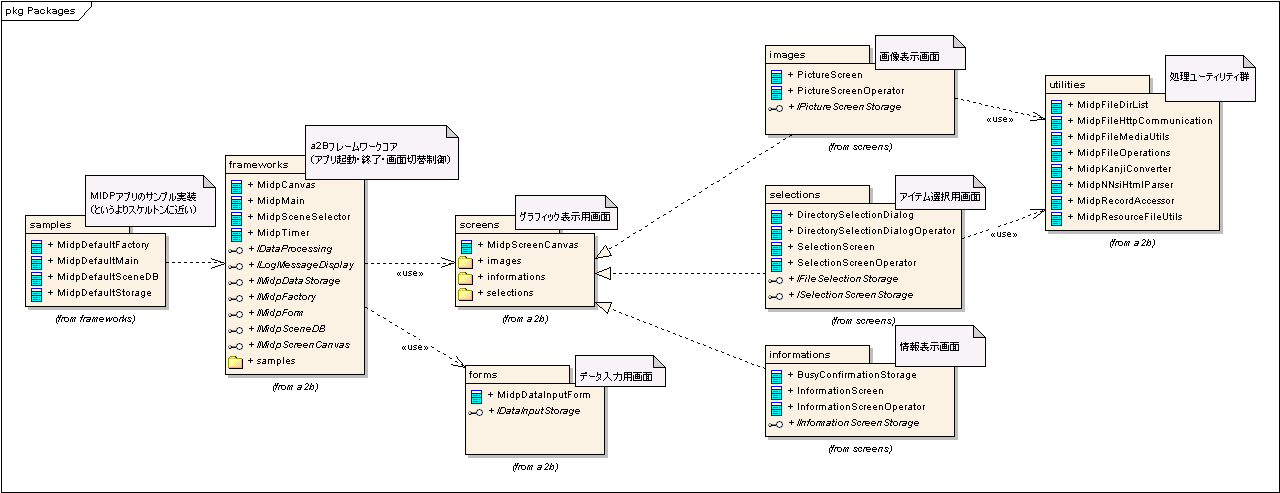 pkg Packages
MIDPアプリのサンプル実装
(というよりスケルトンに近い)
samples
+ MidpDefaultFactory
+ MidpDefaultMain
+ MidpDefaultSceneDB
+ MidpDefaultStorage
(from frameworks)
a2Bフレームワークコア
(アプリ起動・終了・画面切替制御)
frameworks
+ MidpCanvas
+ MidpMain
+ MidpSceneSelector
+ MidpTimer
+ IDataProcessing
+ ILogMessageDisplay
+ IMidpDataStorage
+ IMidpFactory
+ IMidpForm
+ IMidpSceneDB
+ IMidpScreenCanvas
+ samples
(from a2b)
«use»
«use»
グラフィック表示用画面
screens
+ MidpScreenCanvas
+ images
+ informations
+ selections
(from a2b)
データ入力用画面
forms
+ MidpDataInputForm
+ IDataInputStorage
(from a2b)
画像表示画面
images
+ PictureScreen
+ PictureScreenOperator
+ IPictureScreenStorage
(from screens)
アイテム選択用画面
selections
+ DirectorySelectionDialog
+ DirectorySelectionDialogOperator
+ SelectionScreen
+ SelectionScreenOperator
+ IFileSelectionStorage
+ ISelectionScreenStorage
(from screens)
情報表示画面
informations
+ BusyConfirmationStorage
+ InformationScreen
+ InformationScreenOperator
+ IInformationScreenStorage
(from screens)
«use»
«use»
処理ユーティリティ群
utilities
+ MidpFileDirList
+ MidpFileHttpCommunication
+ MidpFileMediaUtils
+ MidpFileOperations
+ MidpKanjiConverter
+ MidpNNsiHtmlParser
+ MidpRecordAccessor
+ MidpResourceFileUtils
(from a2b)